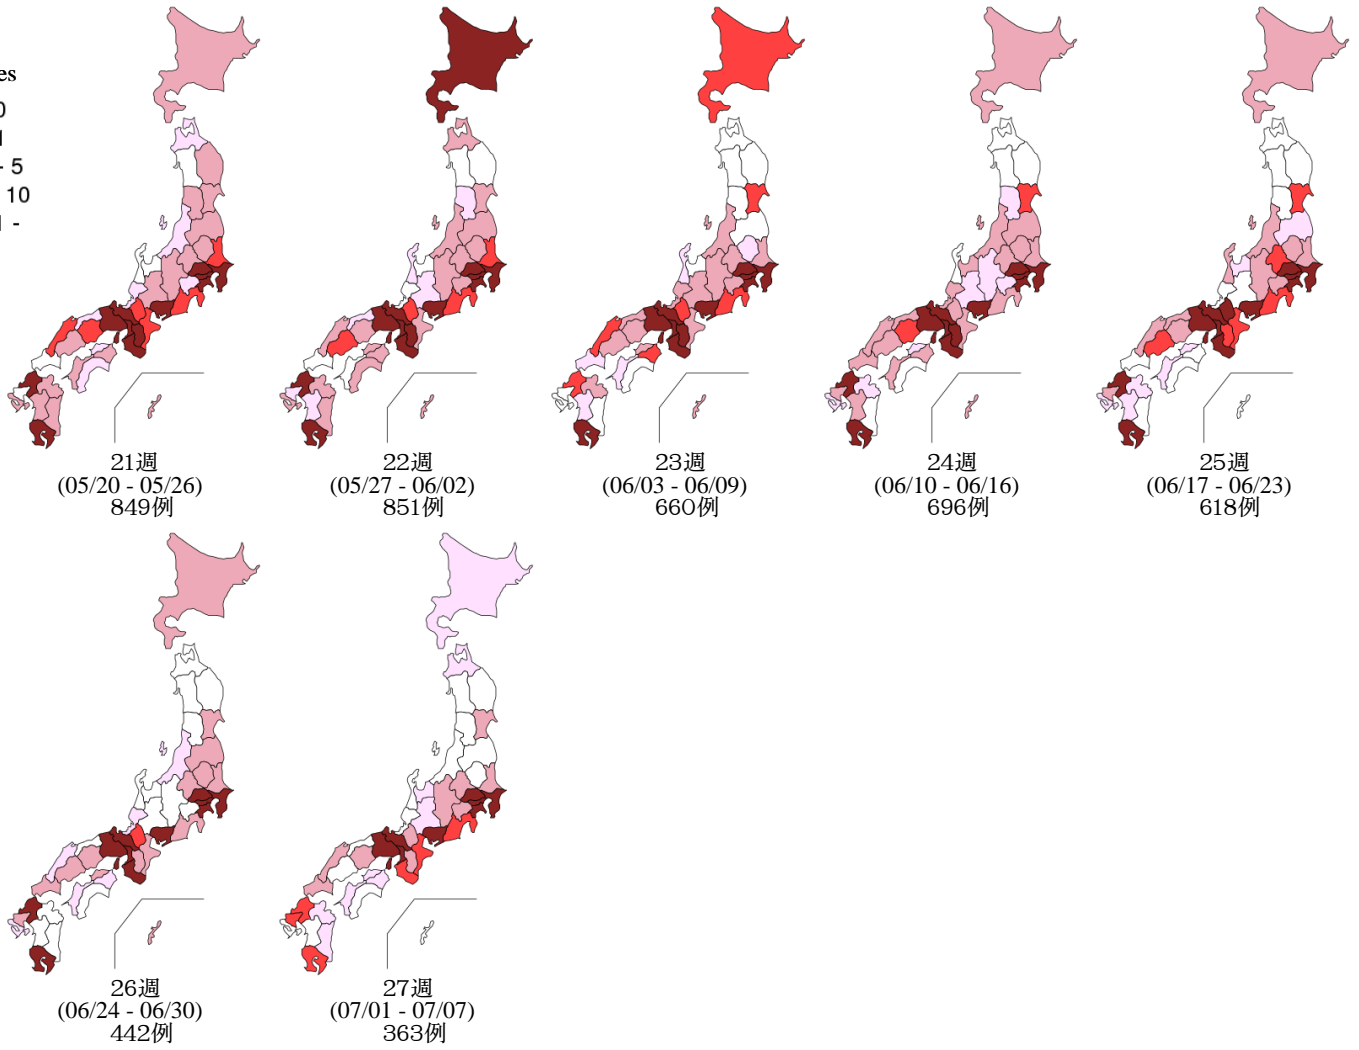 es
0
1
- 5
10
1 -
21週
(05/20 - 05/26)
849例
22週
(05/27 - 06/02)
851例
23週
(06/03 - 06/09)
660例
24週
(06/10 - 06/16)
696例
25週
(06/17 - 06/23)
618例
26週
(06/24 - 06/30)
442例
27週
(07/01 - 07/07)
363例